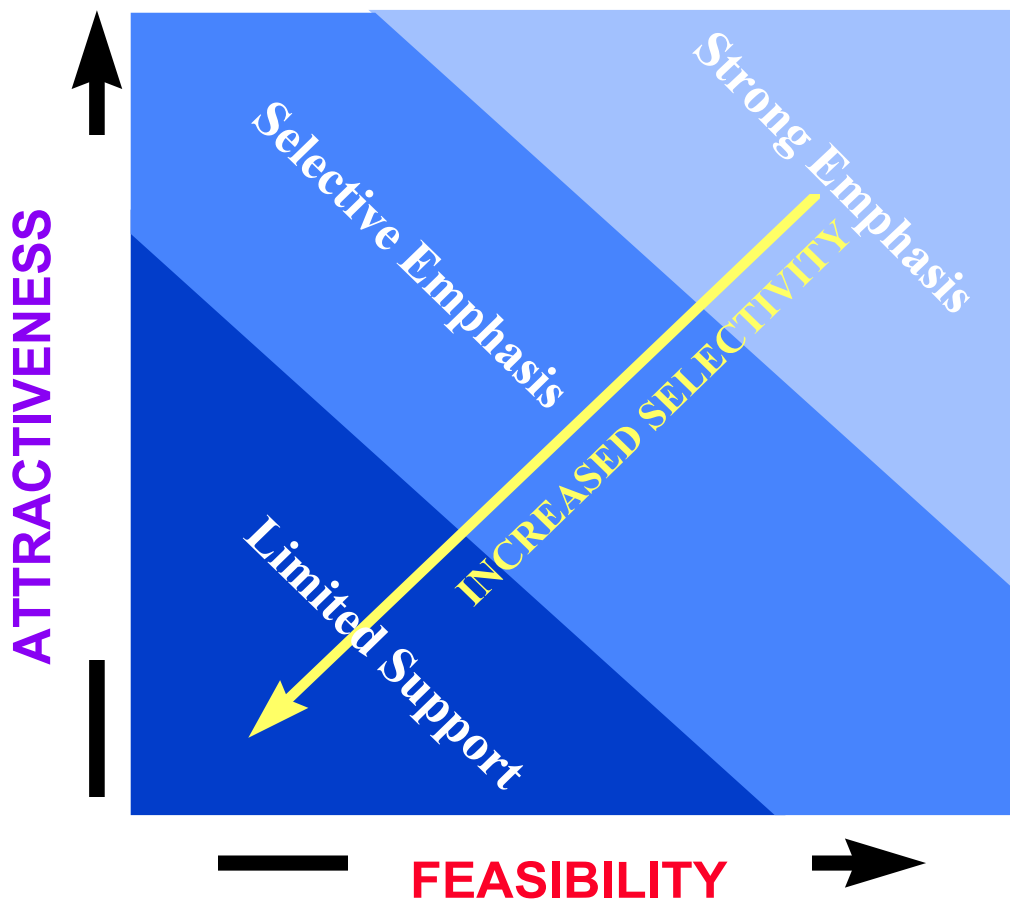 Strong Emphasis
Selective Emphasis
INCREASED SELECTIVITY
Limited Support
ATTRACTIVENESS
FEASIBILITY